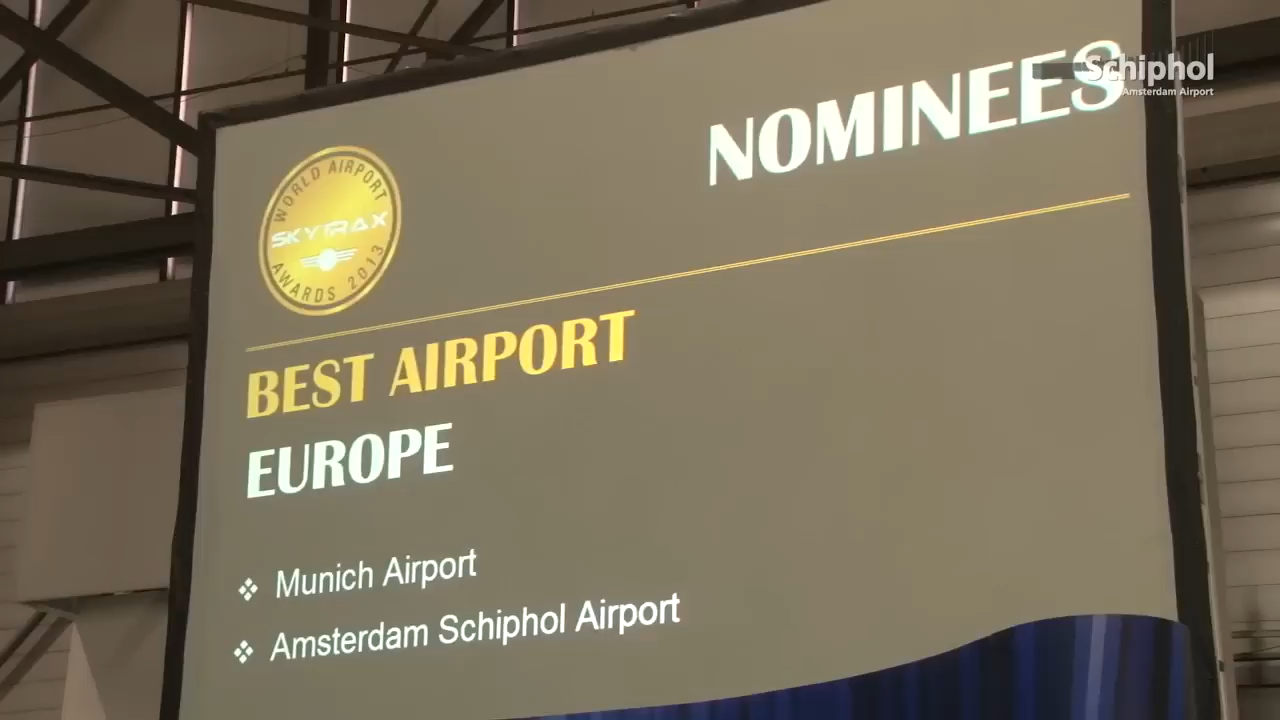 Schiphol
Amsterdam Airport
NOMINEES
WORLD AIRPORT
SKYTRAX
AWARDS 2013
BEST AIRPORT
EUROPE
❖ Munich Airport
❖ Amsterdam Schiphol Airport